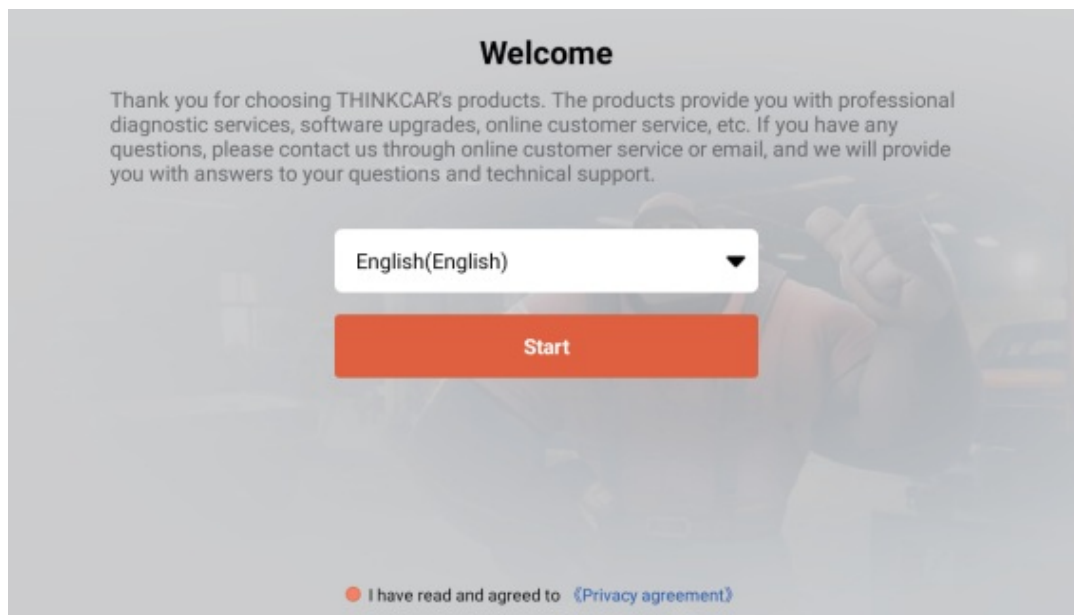 Welcome
Thank you for choosing THINKCAR's products. The products provide you with professional
diagnostic services, software upgrades, online customer service, etc. If you have any
questions, please contact us through online customer service or email, and we will provide
you with answers to your questions and technical support.
English(English)
Start
I have read and agreed to 《Privacy agreement》